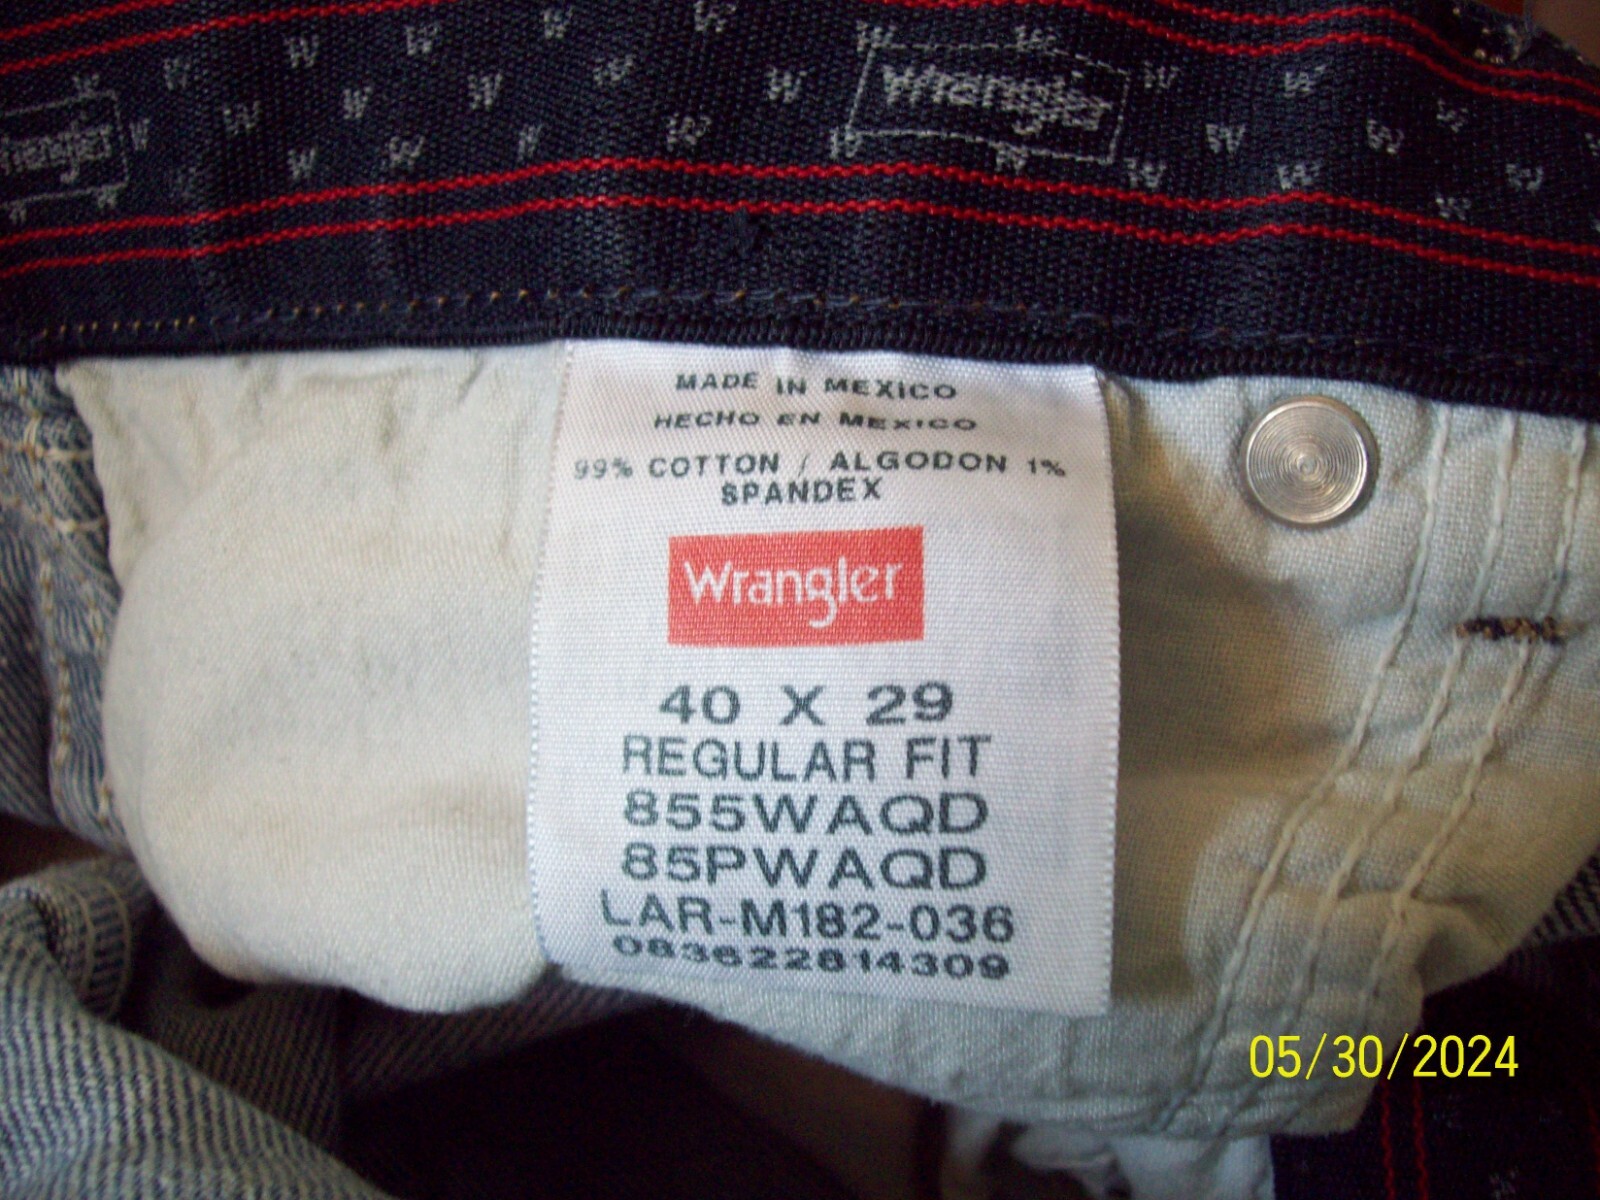 W W W W
W W W W W W Wrangler W W
Wrangler W W W W W W W W W W
W W W W W
MADE IN MEXICO
HECHO EN MEXICO
99% COTTON / ALGODON 1%
SPANDEX
Wrangler
40 X 29
REGULAR FIT
855WAQD
85PWAQD
LAR-M182-036
083622814309
05/30/2024